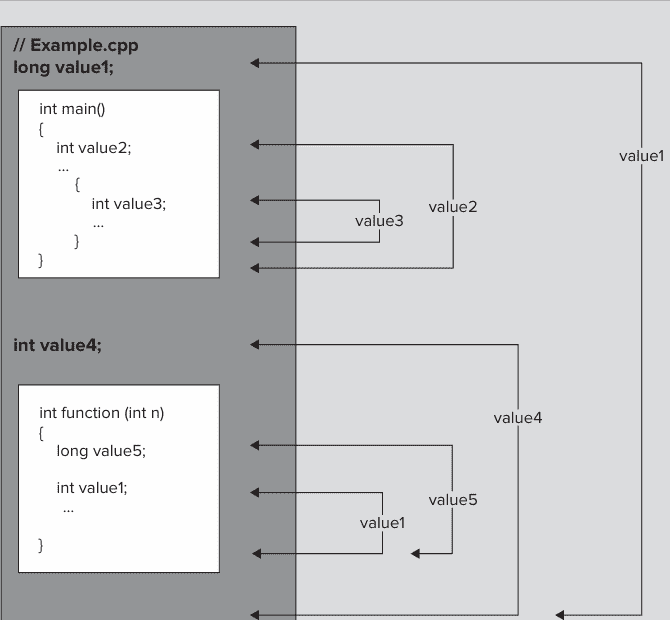 // Example.cpp
long value1;
int main()
{
int value2;
...
{
int value3;
...
}
}
value3
value2
value1
int value4;
int function (int n)
{
long value5;
int value1;
...
}
value1
value5
value4